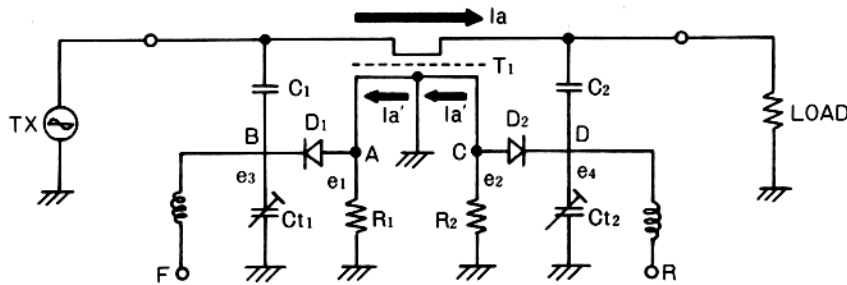 Ia
T1
C1
C2
Ia'
Ia'
TX
LOAD
B
D1
A
C
D2
D
e3
e1
e2
e4
Ct1
R1
R2
Ct2
F
R